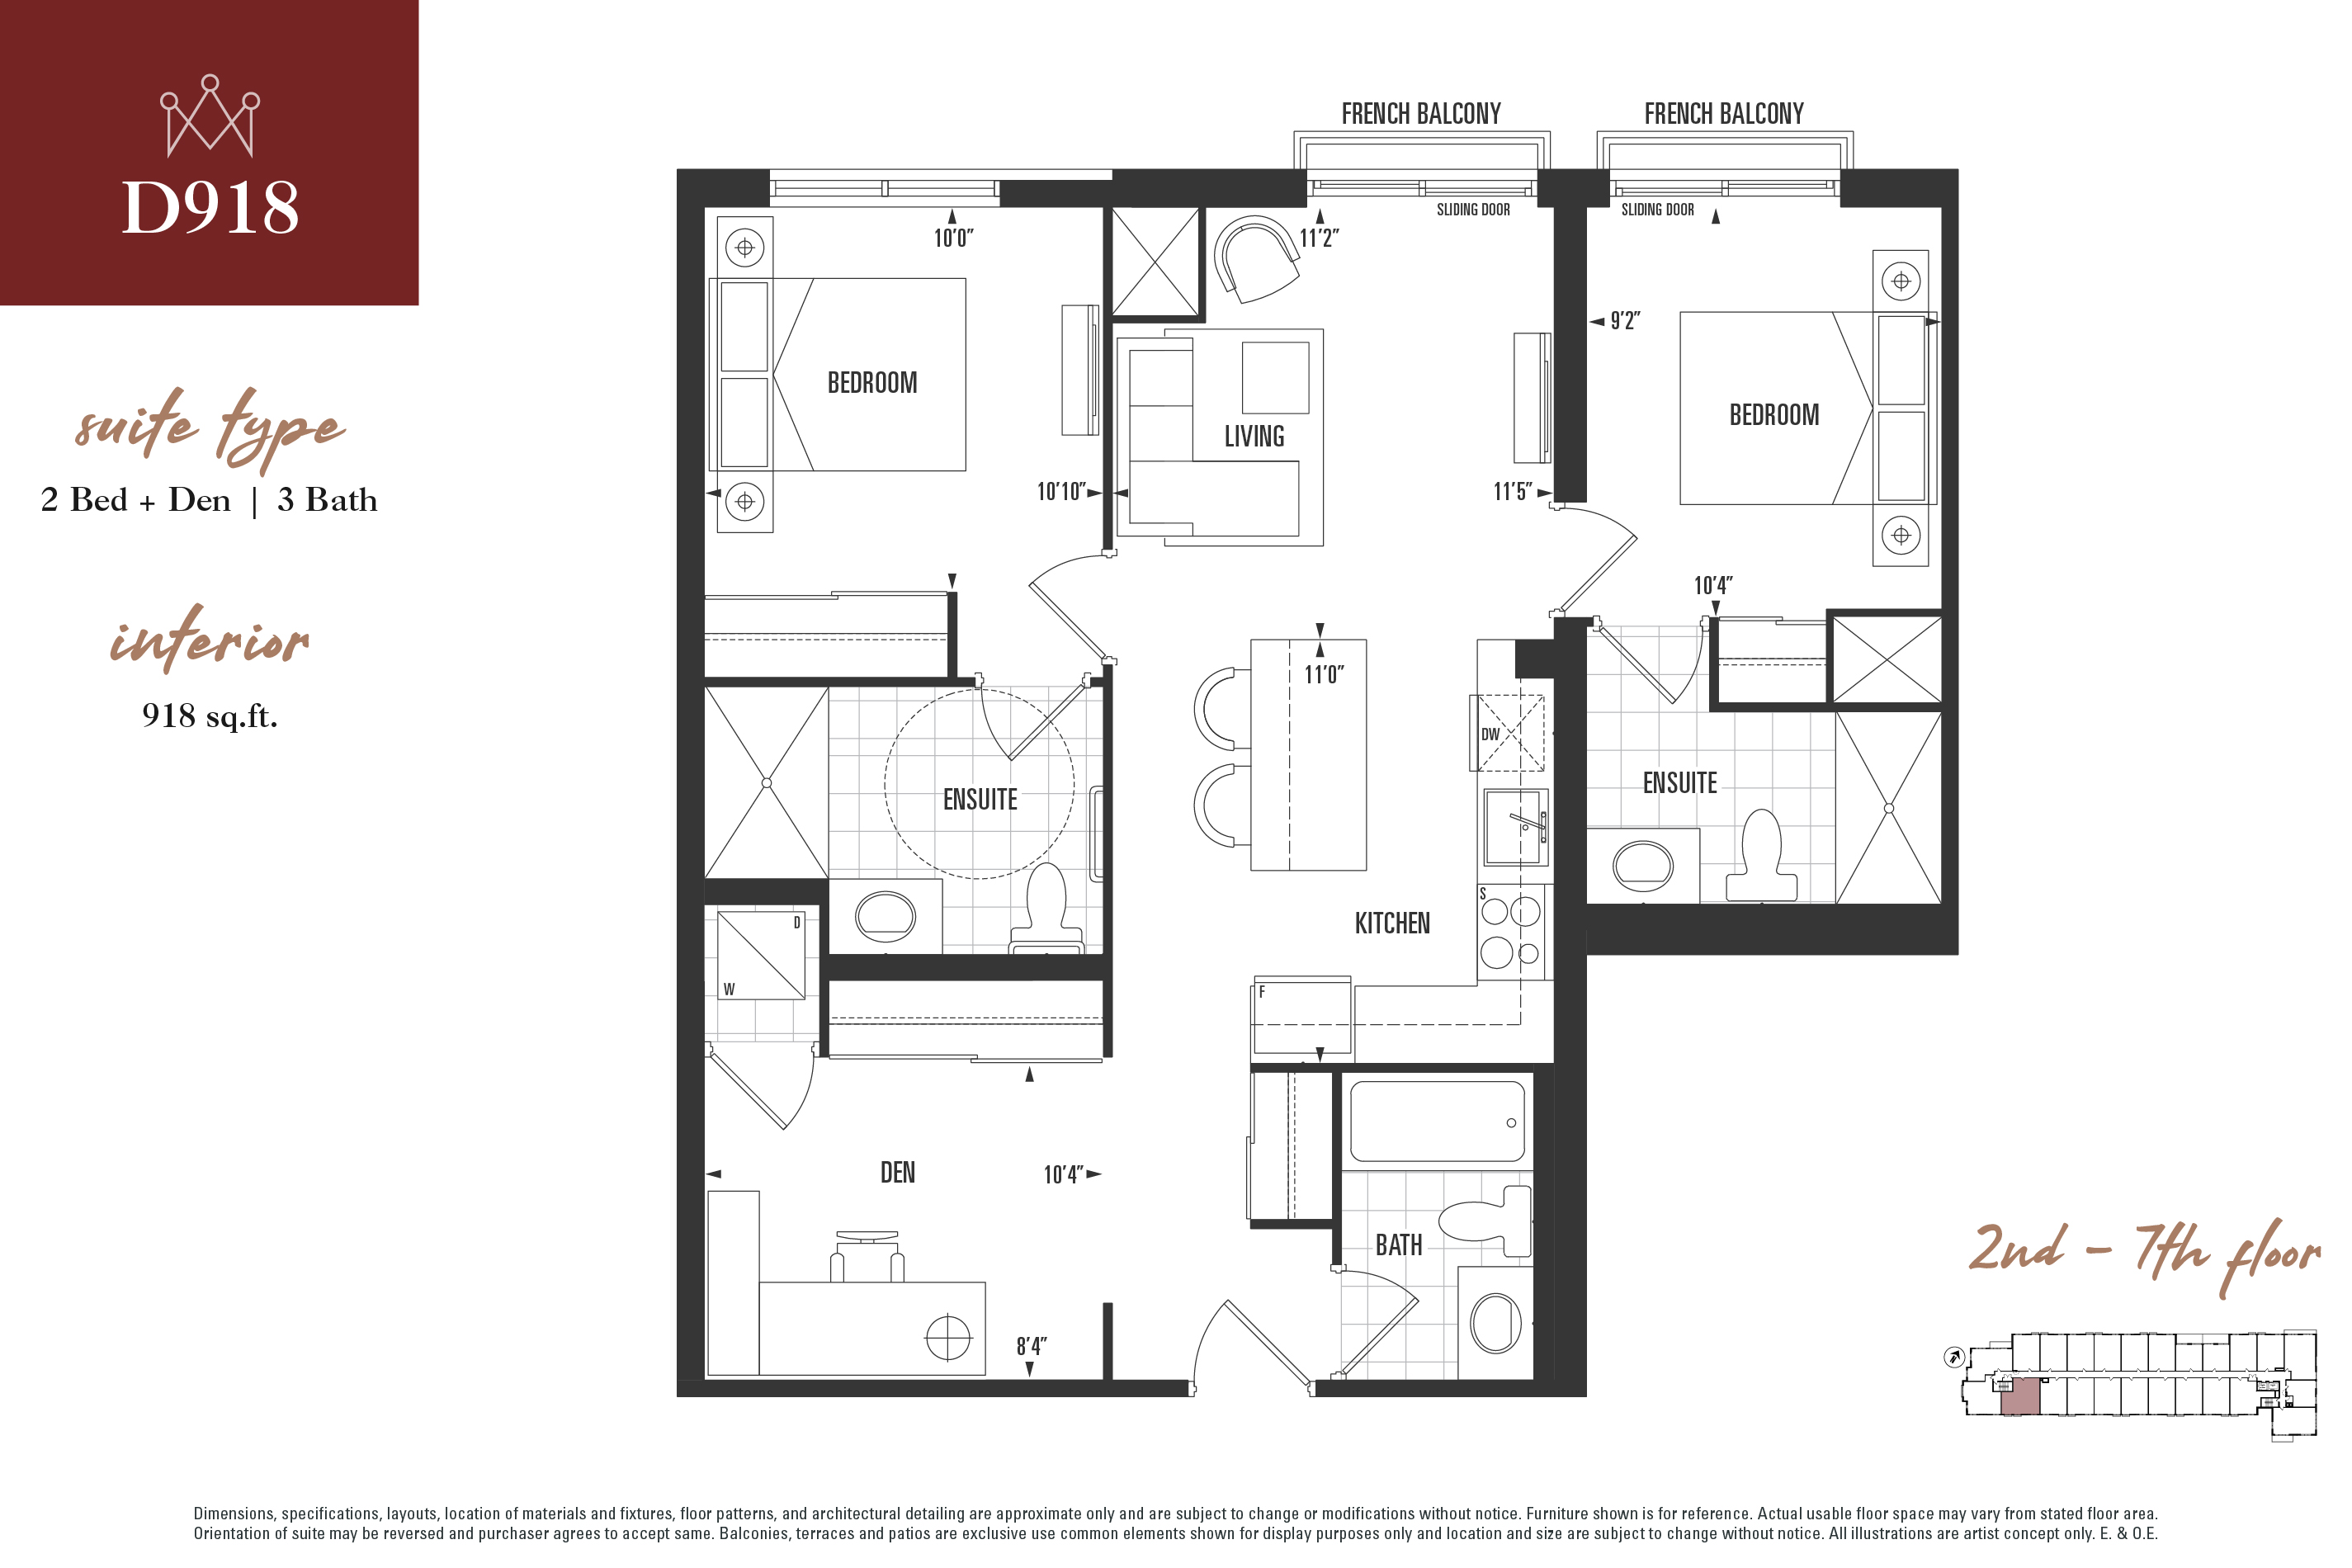 D918
suite type
2 Bed + Den | 3 Bath
interior
918 sq.ft.
FRENCH BALCONY
FRENCH BALCONY
SLIDING DOOR
SLIDING DOOR
10'0"
11'2"
9'2"
BEDROOM
BEDROOM
LIVING
10'10"
11'5"
10'4"
11'0"
DW
ENSUITE
ENSUITE
S
KITCHEN
D
W
F
DEN
10'4"
BATH
8'4"
2nd - 7th floor
Dimensions, specifications, layouts, location of materials and fixtures, floor patterns, and architectural detailing are approximate only and are subject to change or modifications without notice. Furniture shown is for reference. Actual usable floor space may vary from stated floor area.
Orientation of suite may be reversed and purchaser agrees to accept same. Balconies, terraces and patios are exclusive use common elements shown for display purposes only and location and size are subject to change without notice. All illustrations are artist concept only. E. & O.E.